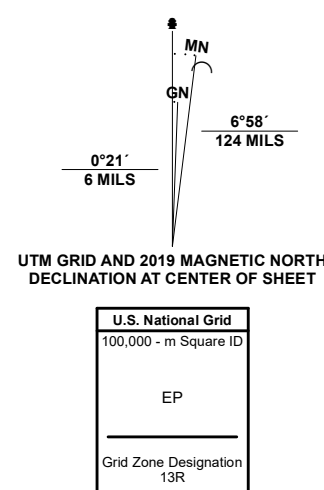 MN
GN
6°58´
124 MILS
0°21´
6 MILS
UTM GRID AND 2019 MAGNETIC NORTH
DECLINATION AT CENTER OF SHEET
U.S. National Grid
100,000 - m Square ID
EP
Grid Zone Designation
13R